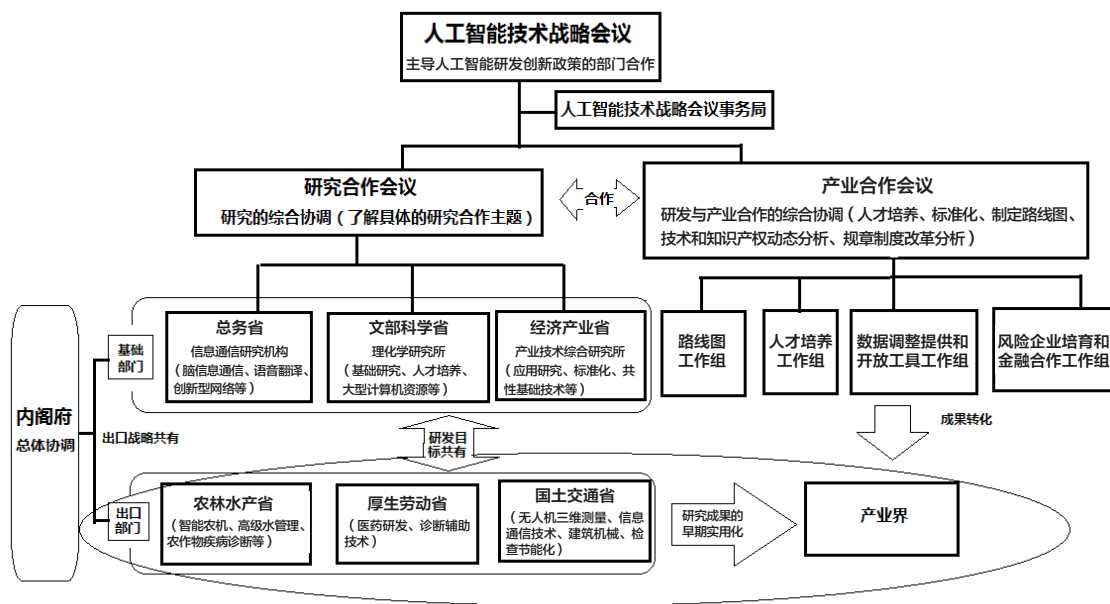 人工智能技术战略会议
主导人工智能研发创新政策的部门合作
人工智能技术战略会议事务局
研究合作会议
研究的综合协调（了解具体的研究合作主题）
合作
产业合作会议
研发与产业合作的综合协调（人才培养、标准化、制定路线图、
技术和知识产权动态分析、规章制度改革分析）
内阁府
总体协调
出口战略共有
基础
部门
总务省
信息通信研究机构
（脑信息通信、语音翻译、
创新型网络等）
文部科学省
理化学研究所
（基础研究、人才培养、
大型计算机资源等）
经济产业省
产业技术综合研究所
（应用研究、标准化、共
性基础技术等）
路线图
工作组
人才培养
工作组
数据调整提供和
开放工具工作组
风险企业培育和
金融合作工作组
研发目
标共有
成果转化
出口
部门
农林水产省
（智能农机、高级水管理、
农作物疾病诊断等）
厚生劳动省
（医药研发、诊断辅助
技术）
国土交通省
（无人机三维测量、信息
通信技术、建筑机械、检
查节能化）
研究成果的
早期实用化
产业界